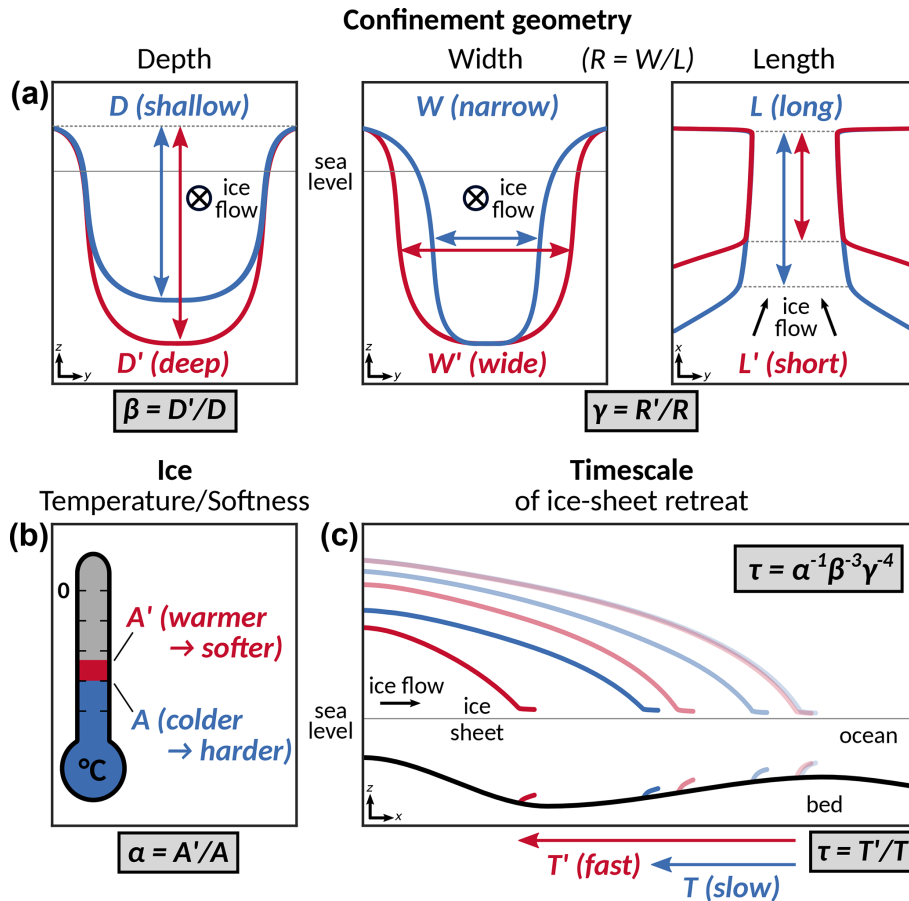 Confinement geometry
Depth
Width
(R = W/L)
Length
(a)
D (shallow)
ice
flow
D' (deep)
z
y
β = D'/D
sea
level
W (narrow)
ice
flow
W' (wide)
z
y
L (long)
ice
flow
L' (short)
x
y
γ = R'/R
Ice
Temperature/Softness
(b)
0
A' (warmer
→ softer)
A (colder
→ harder)
°C
α = A'/A
Timescale
of ice-sheet retreat
(c)
τ = α⁻¹β⁻³γ⁻⁴
ice flow
ice
sheet
sea
level
ocean
bed
z
x
T' (fast)
T (slow)
τ = T'/T